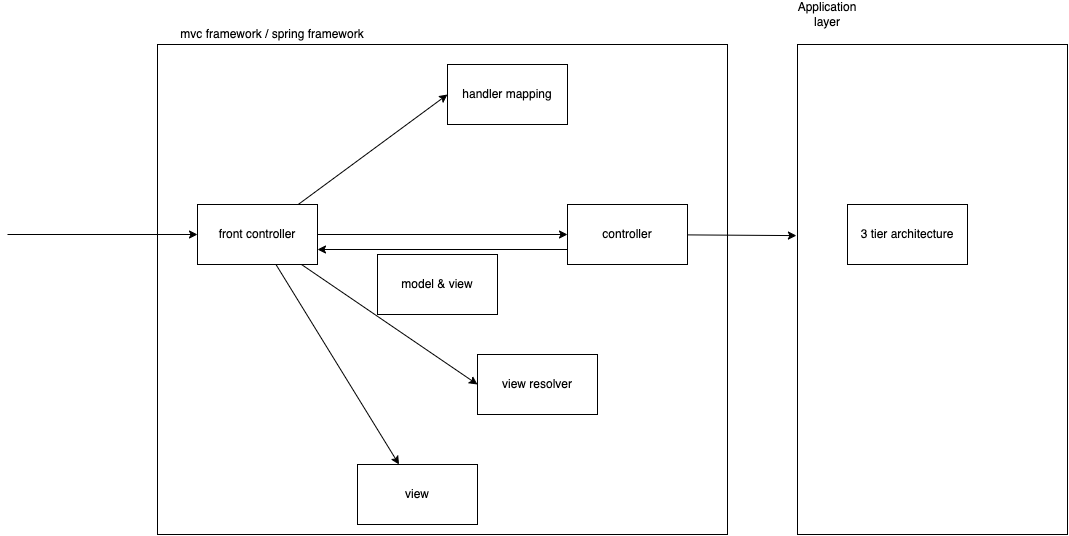 Application
layer
mvc framework / spring framework
handler mapping
front controller
controller
3 tier architecture
model & view
view resolver
view